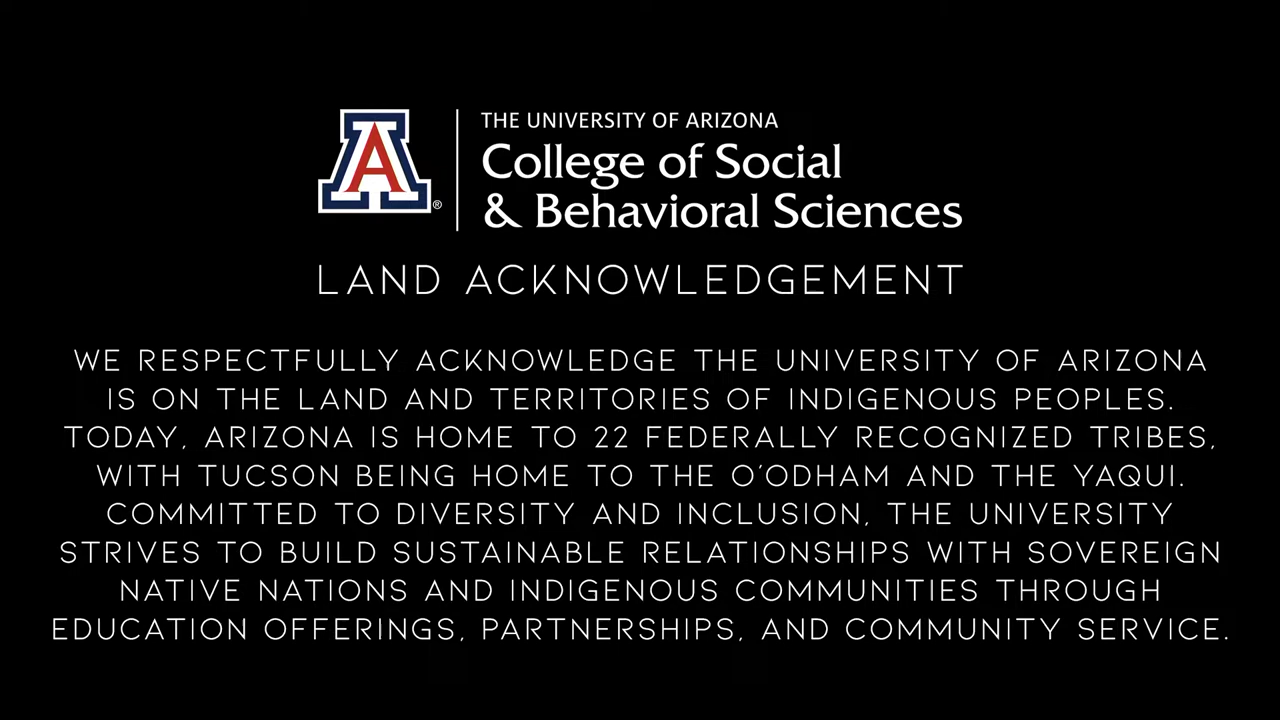 A®
THE UNIVERSITY OF ARIZONA
College of Social
& Behavioral Sciences
LAND ACKNOWLEDGEMENT
WE RESPECTFULLY ACKNOWLEDGE THE UNIVERSITY OF ARIZONA
IS ON THE LAND AND TERRITORIES OF INDIGENOUS PEOPLES.
TODAY, ARIZONA IS HOME TO 22 FEDERALLY RECOGNIZED TRIBES,
WITH TUCSON BEING HOME TO THE O'ODHAM AND THE YAQUI.
COMMITTED TO DIVERSITY AND INCLUSION, THE UNIVERSITY
STRIVES TO BUILD SUSTAINABLE RELATIONSHIPS WITH SOVEREIGN
NATIVE NATIONS AND INDIGENOUS COMMUNITIES THROUGH
EDUCATION OFFERINGS, PARTNERSHIPS, AND COMMUNITY SERVICE.